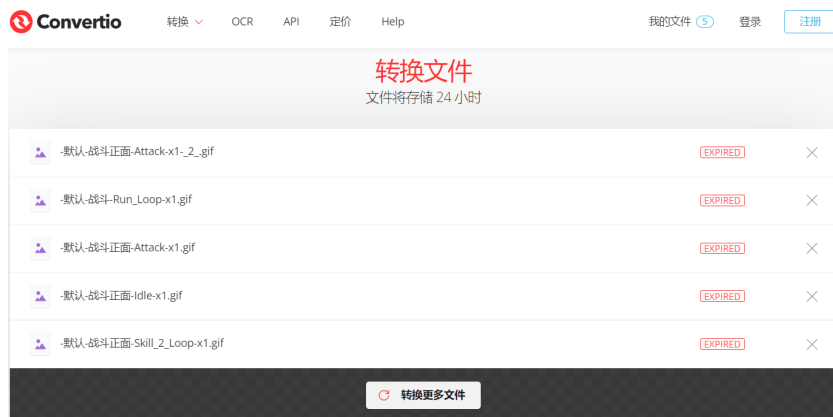 Convertio 转换 OCR API 定价 Help 我的文件 5 登录 注册
转换文件
文件将存储 24 小时
-默认-战斗正面-Attack-x1-_2_.gif EXPIRED
-默认-战斗-Run_Loop-x1.gif EXPIRED
-默认-战斗正面-Attack-x1.gif EXPIRED
-默认-战斗正面-Idle-x1.gif EXPIRED
-默认-战斗正面-Skill_2_Loop-x1.gif EXPIRED
转换更多文件